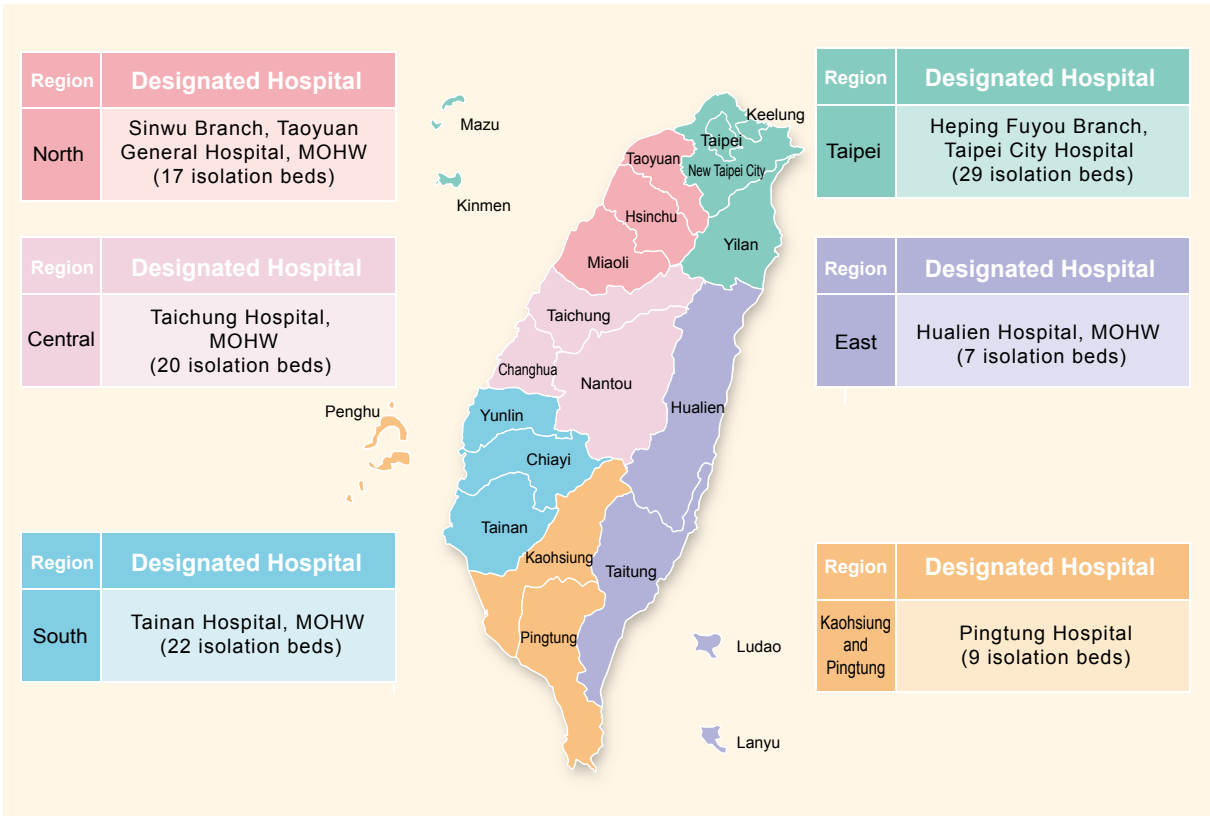 Region Designated Hospital
North
Sinwu Branch, Taoyuan
General Hospital, MOHW
(17 isolation beds)
Region Designated Hospital
Central
Taichung Hospital,
MOHW
(20 isolation beds)
Region Designated Hospital
South
Tainan Hospital, MOHW
(22 isolation beds)
Mazu
Kinmen
Penghu
Keelung
Taipei
Taoyuan
New Taipei City
Hsinchu
Yilan
Miaoli
Taichung
Changhua
Nantou
Hualien
Yunlin
Chiayi
Tainan
Kaohsiung
Taitung
Pingtung
Ludao
Lanyu
Region Designated Hospital
Taipei
Heping Fuyou Branch,
Taipei City Hospital
(29 isolation beds)
Region Designated Hospital
East
Hualien Hospital, MOHW
(7 isolation beds)
Region Designated Hospital
Kaohsiung
and
Pingtung
Pingtung Hospital
(9 isolation beds)